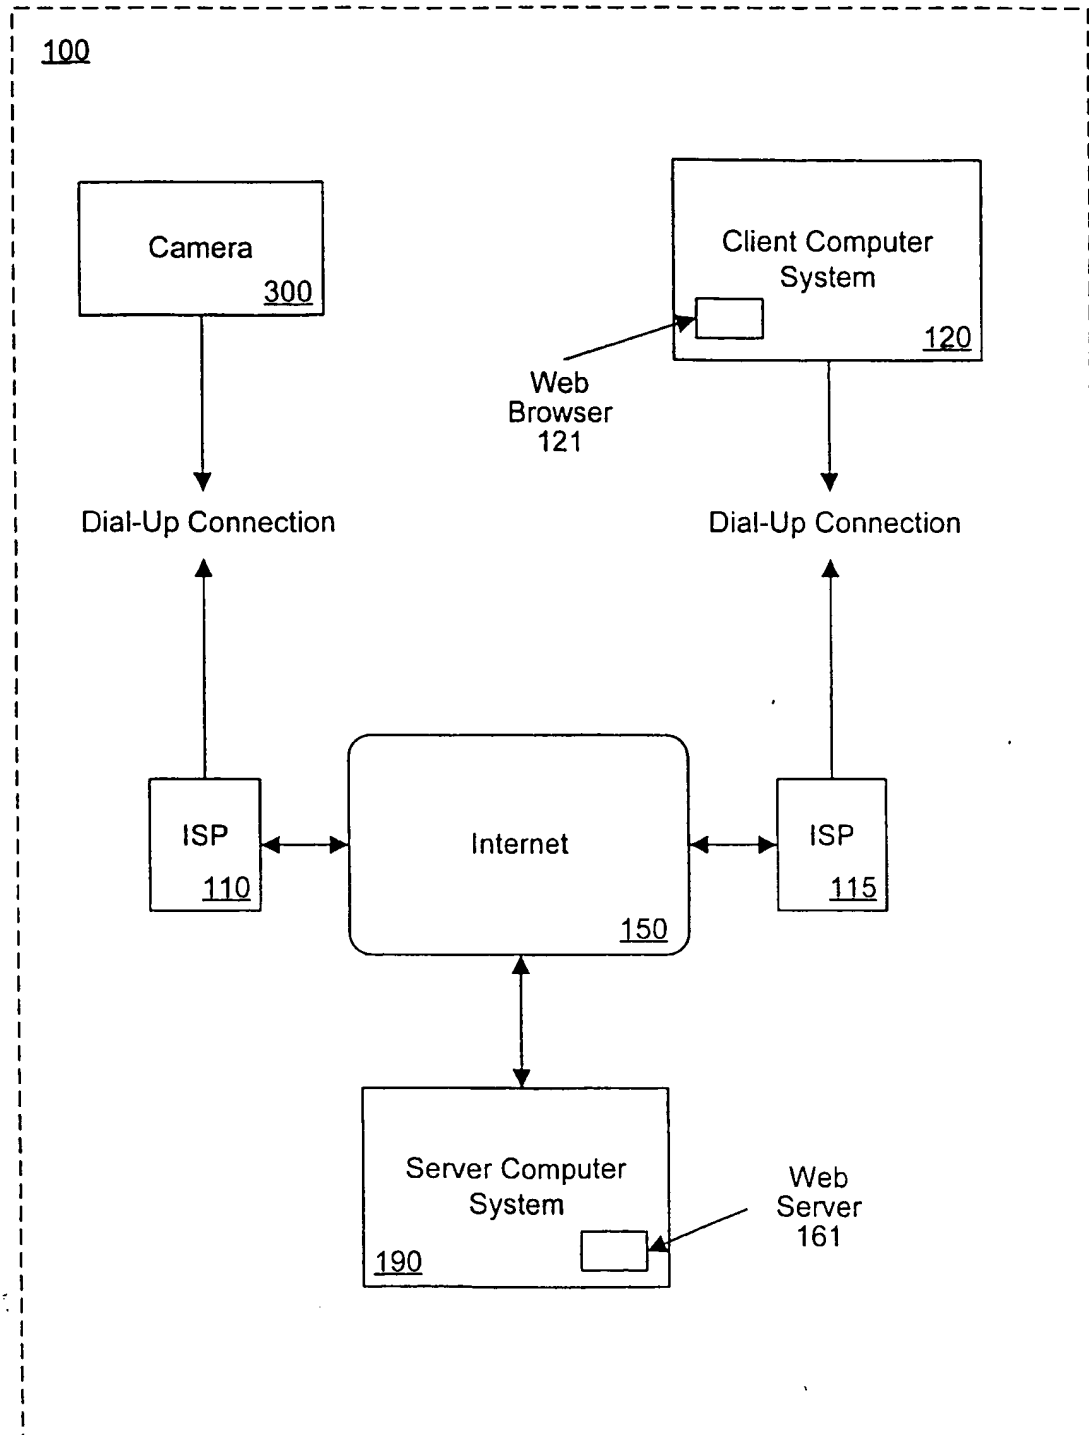 100
Camera
300
Client Computer
System
120
Web
Browser
121
Dial-Up Connection
Dial-Up Connection
ISP
110
Internet
150
ISP
115
Server Computer
System
190
Web
Server
161